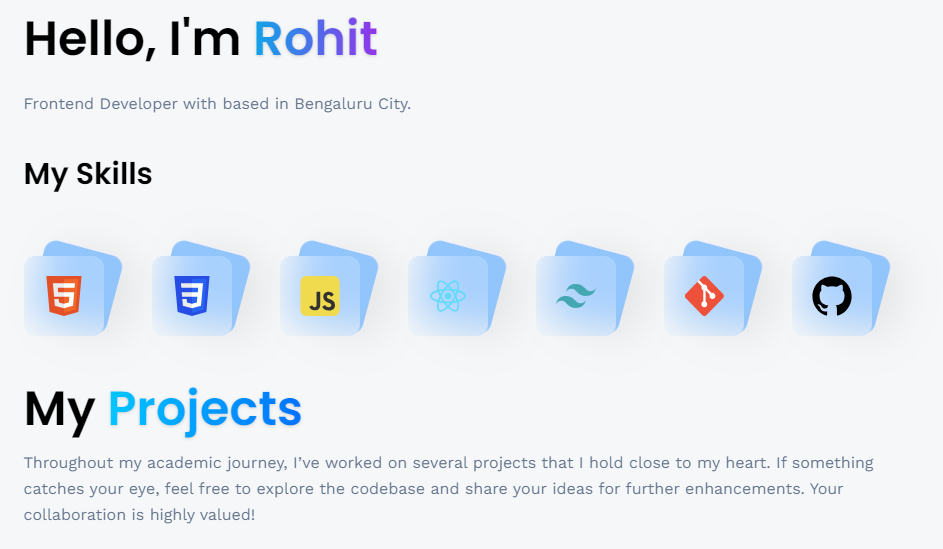 Hello, I'm Rohit
Frontend Developer with based in Bengaluru City.
My Skills
5 3 JS
My Projects
Throughout my academic journey, I’ve worked on several projects that I hold close to my heart. If something
catches your eye, feel free to explore the codebase and share your ideas for further enhancements. Your
collaboration is highly valued!